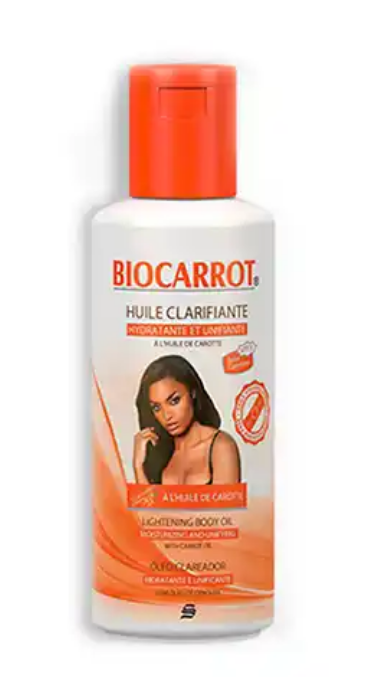 BIOCARROT®
HUILE CLARIFIANTE
HYDRATANTE ET UNIFIANTE
À L'HUILE DE CAROTTE
À L'HUILE DE CAROTTE
LIGHTENING BODY OIL
MOISTURIZING AND UNIFYING
WITH CARROT OIL
ÓLEO CLAREADOR
HIDRATANTE E UNIFICANTE